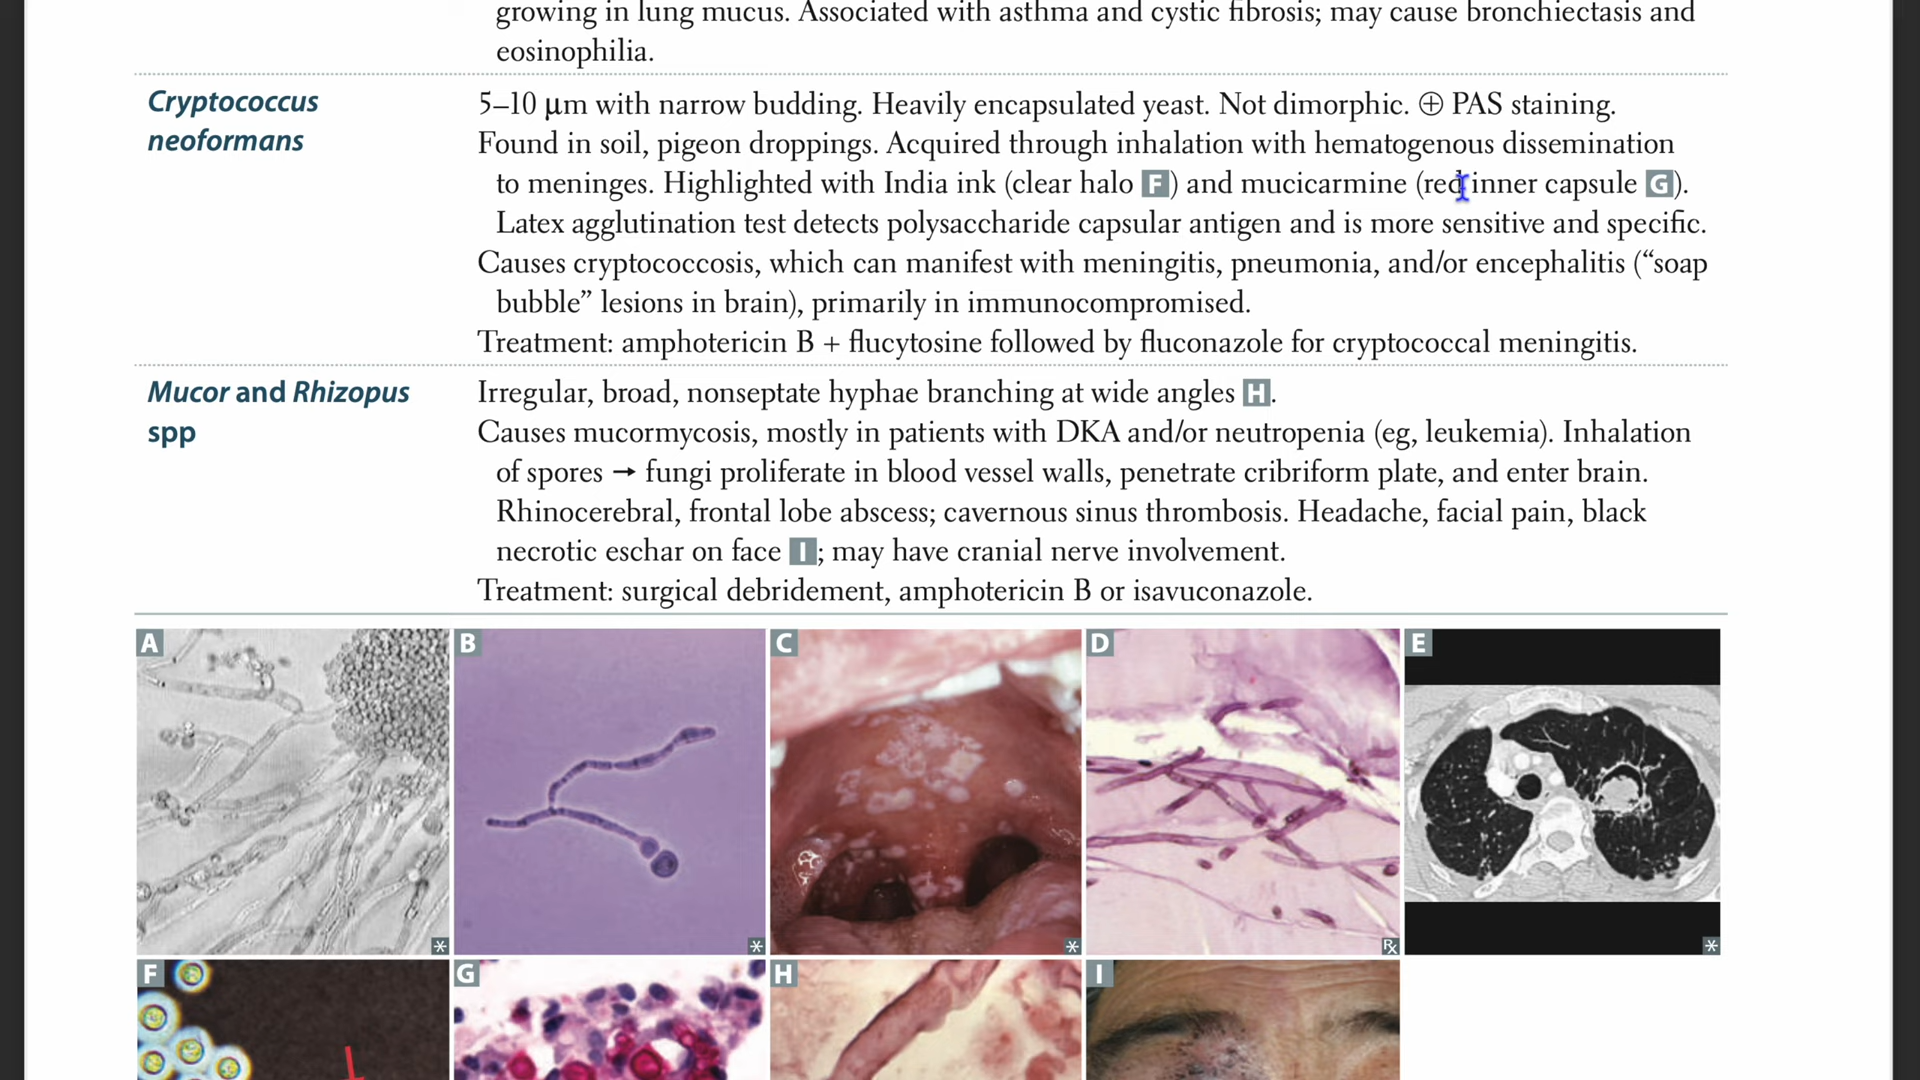 growing in lung mucus. Associated with asthma and cystic fibrosis; may cause bronchiectasis and
eosinophilia.
Cryptococcus
neoformans
5–10 μm with narrow budding. Heavily encapsulated yeast. Not dimorphic. ⊕ PAS staining.
Found in soil, pigeon droppings. Acquired through inhalation with hematogenous dissemination
to meninges. Highlighted with India ink (clear halo F) and mucicarmine (red inner capsule G).
Latex agglutination test detects polysaccharide capsular antigen and is more sensitive and specific.
Causes cryptococcosis, which can manifest with meningitis, pneumonia, and/or encephalitis (“soap
bubble” lesions in brain), primarily in immunocompromised.
Treatment: amphotericin B + flucytosine followed by fluconazole for cryptococcal meningitis.
Mucor and Rhizopus
spp
Irregular, broad, nonseptate hyphae branching at wide angles H.
Causes mucormycosis, mostly in patients with DKA and/or neutropenia (eg, leukemia). Inhalation
of spores → fungi proliferate in blood vessel walls, penetrate cribriform plate, and enter brain.
Rhinocerebral, frontal lobe abscess; cavernous sinus thrombosis. Headache, facial pain, black
necrotic eschar on face I; may have cranial nerve involvement.
Treatment: surgical debridement, amphotericin B or isavuconazole.
A B C D E
* * * ℞ *
F G H I